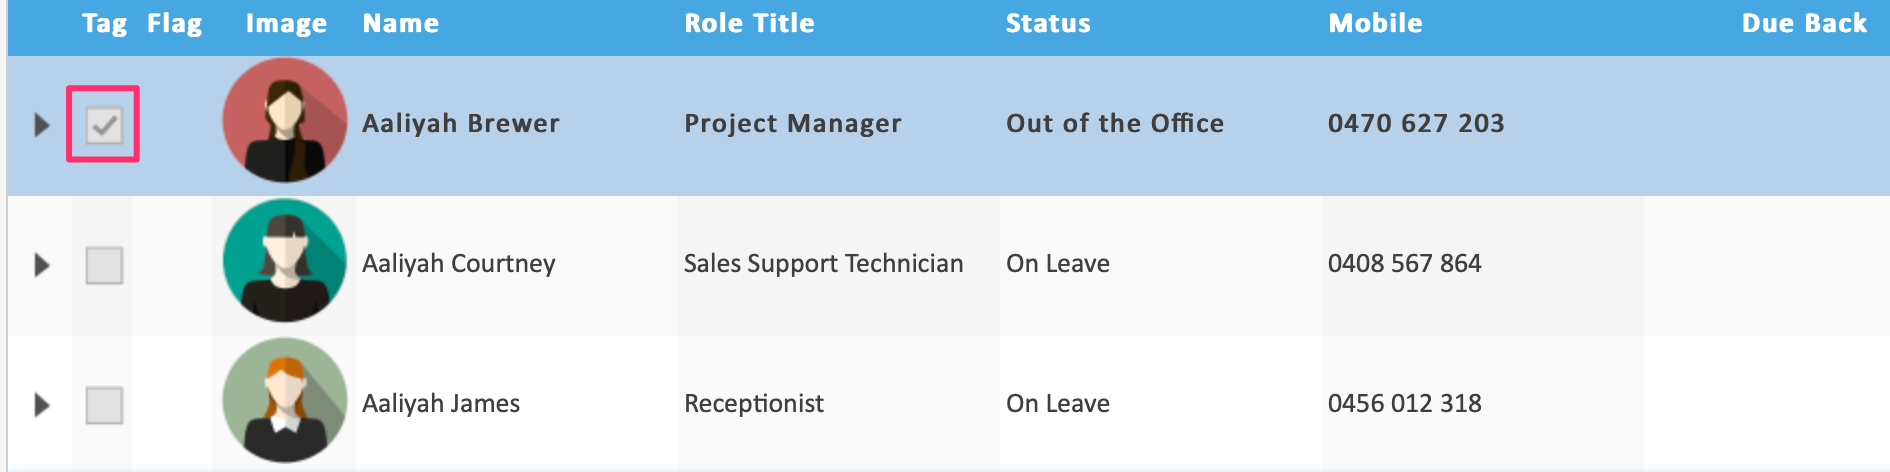 Tag Flag Image Name Role Title Status Mobile Due Back
Aaliyah Brewer Project Manager Out of the Office 0470 627 203
Aaliyah Courtney Sales Support Technician On Leave 0408 567 864
Aaliyah James Receptionist On Leave 0456 012 318